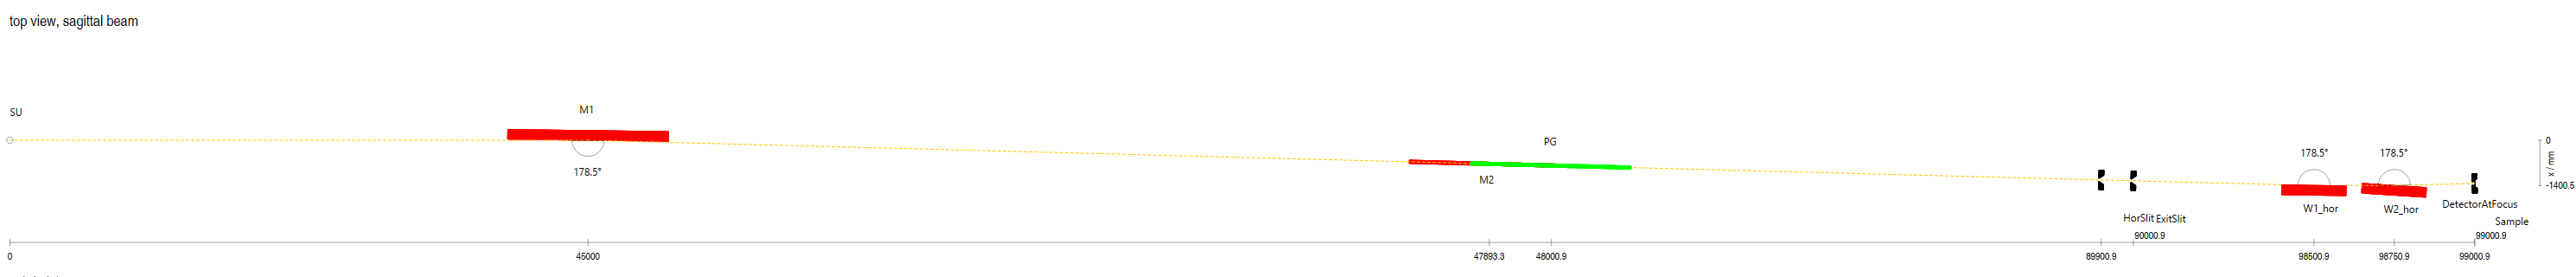 top view, sagittal beam
SU
M1
178.5°
M2
PG
178.5°
178.5°
W1_hor
W2_hor
HorSlit ExitSlit
DetectorAtFocus
Sample
0
x / mm
-1400.5
90000.9
99000.9
0
45000
47893.3
48000.9
89900.9
98500.9
98750.9
99000.9